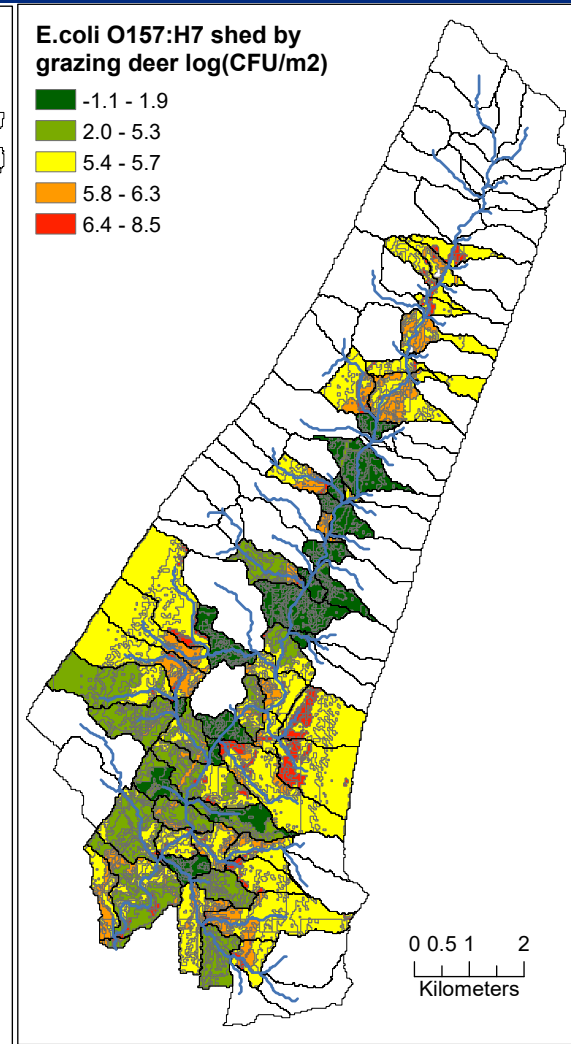 E.coli O157:H7 shed by
grazing deer log(CFU/m2)
-1.1 - 1.9
2.0 - 5.3
5.4 - 5.7
5.8 - 6.3
6.4 - 8.5
0 0.5 1 2
Kilometers